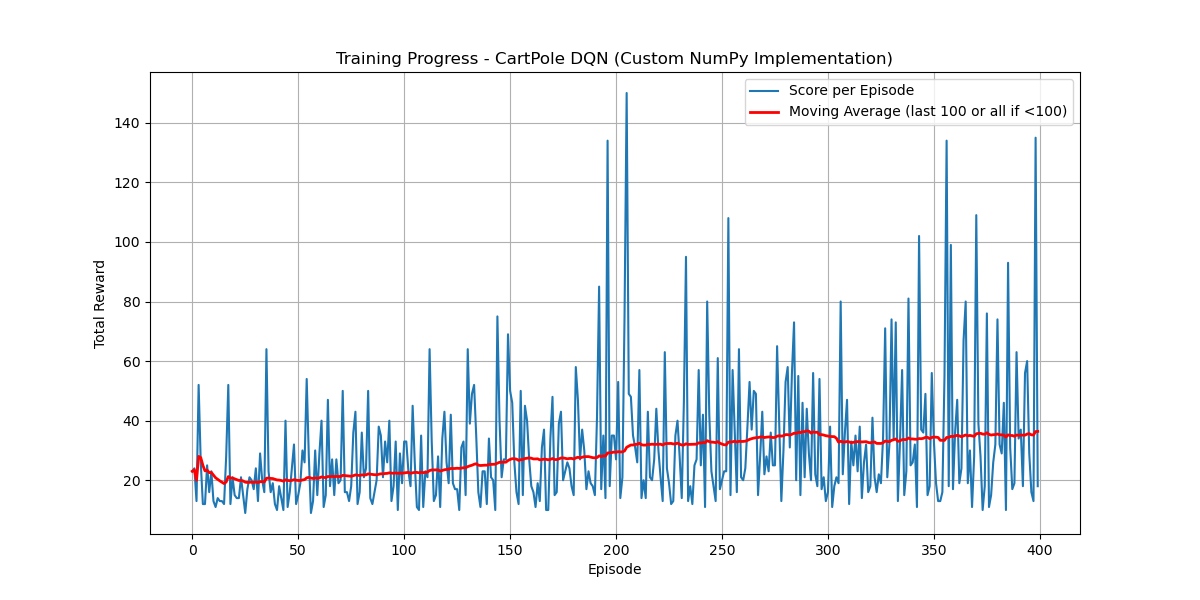 Training Progress - CartPole DQN (Custom NumPy Implementation)
Score per Episode
Moving Average (last 100 or all if <100)
Total Reward
140
120
100
80
60
40
20
0 50 100 150 200 250 300 350 400
Episode